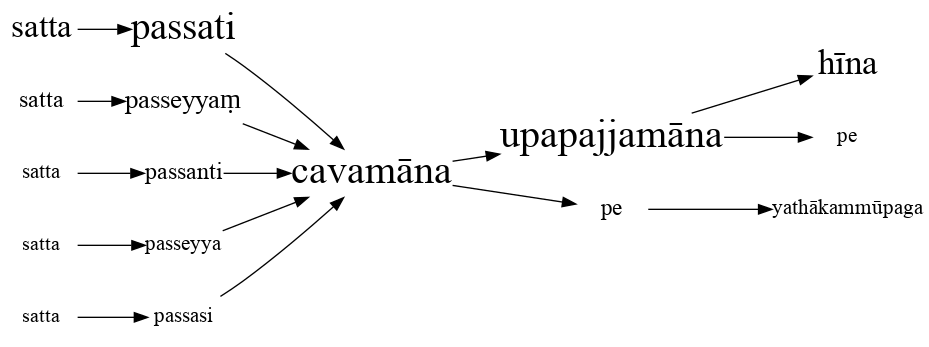 satta passati
satta passeyyaṃ
satta passanti
satta passeyya
satta passasi
cavamāna
upapajjamāna
pe
hīna
pe
yathākammūpaga